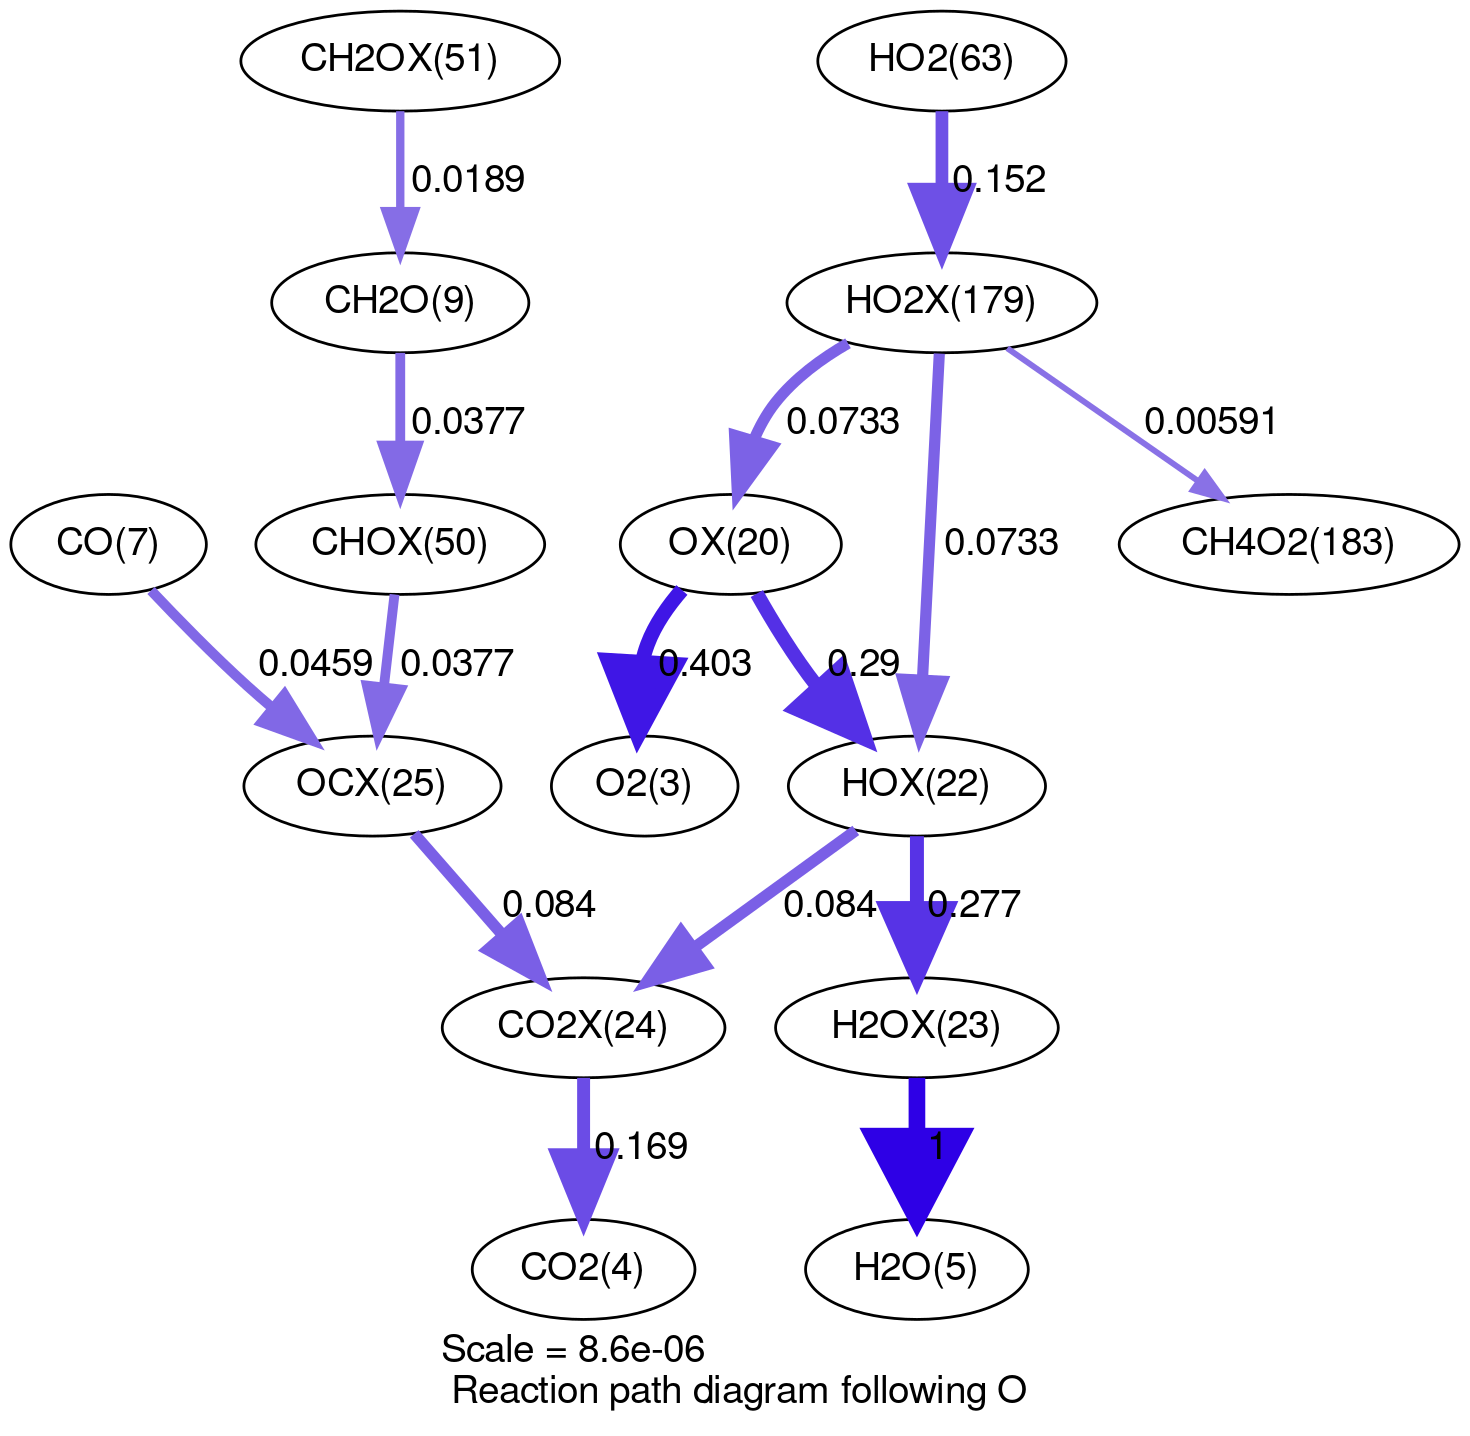 CH2OX(51)
HO2(63)
0.0189
0.152
CH2O(9)
HO2X(179)
0.0377
0.0733
0.00591
CO(7)
CHOX(50)
OX(20)
0.0733
CH4O2(183)
0.0459
0.0377
0.403
0.29
OCX(25)
O2(3)
HOX(22)
0.084
0.084
0.277
CO2X(24)
H2OX(23)
0.169
1
CO2(4)
H2O(5)
Scale = 8.6e-06
Reaction path diagram following O